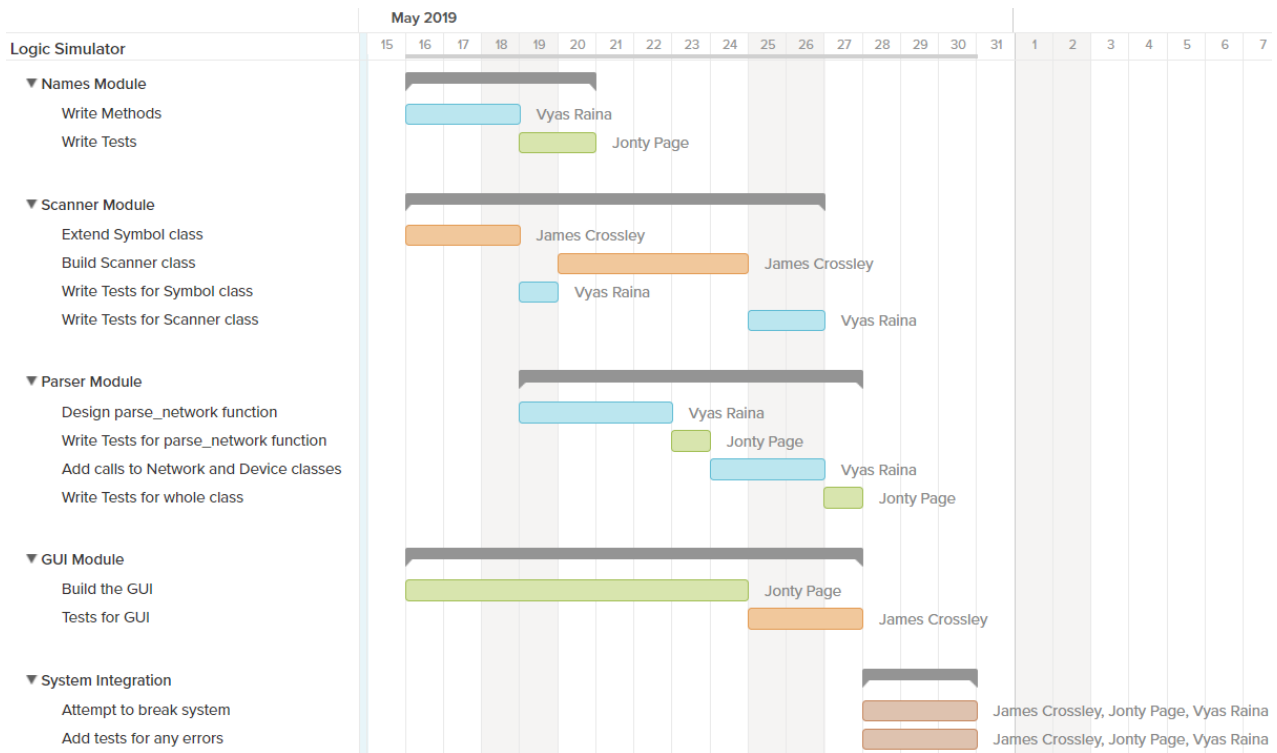 May 2019
Logic Simulator 15 16 17 18 19 20 21 22 23 24 25 26 27 28 29 30 31 1 2 3 4 5 6 7
Names Module
Write Methods Vyas Raina
Write Tests Jonty Page
Scanner Module
Extend Symbol class James Crossley
Build Scanner class James Crossley
Write Tests for Symbol class Vyas Raina
Write Tests for Scanner class Vyas Raina
Parser Module
Design parse_network function Vyas Raina
Write Tests for parse_network function Jonty Page
Add calls to Network and Device classes Vyas Raina
Write Tests for whole class Jonty Page
GUI Module
Build the GUI Jonty Page
Tests for GUI James Crossley
System Integration
Attempt to break system James Crossley, Jonty Page, Vyas Raina
Add tests for any errors James Crossley, Jonty Page, Vyas Raina